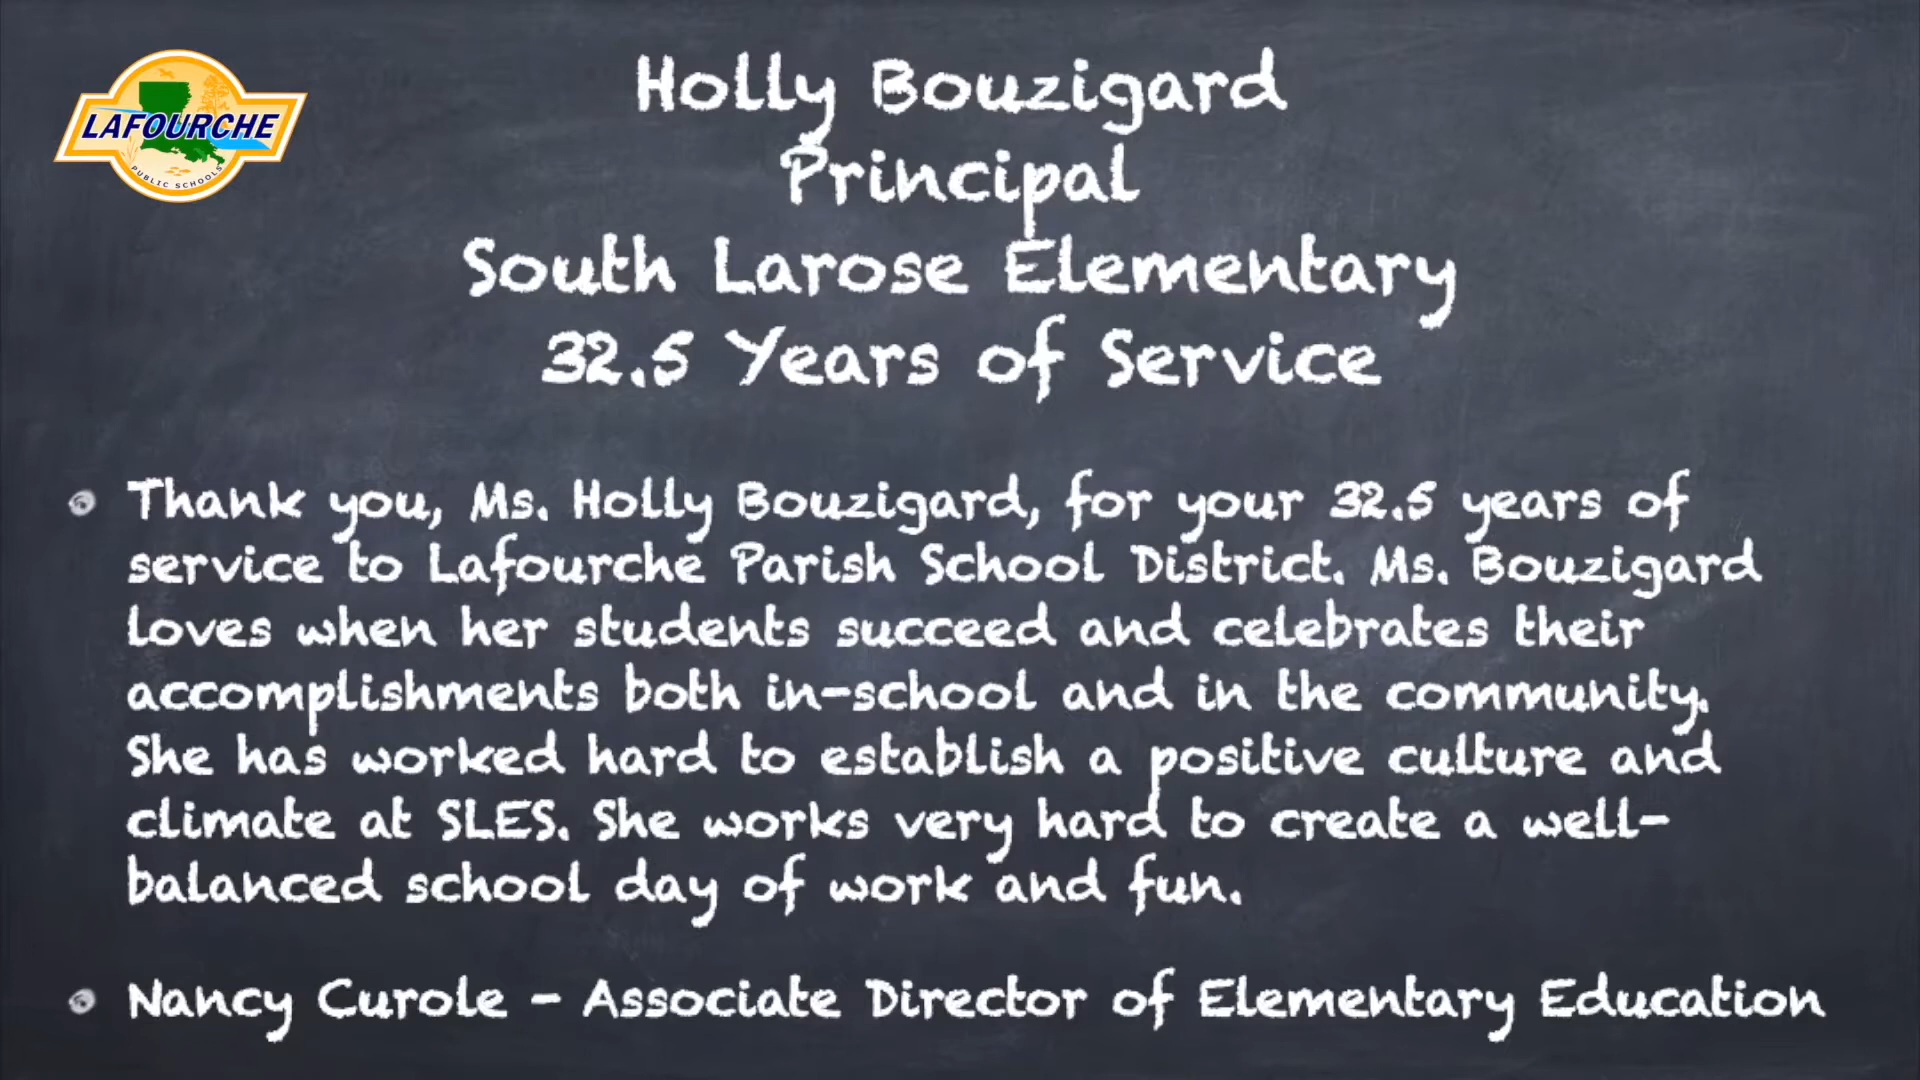 LAFOURCHE
PUBLIC SCHOOLS
Holly Bouzigard
Principal
South Larose Elementary
32.5 Years of Service
Thank you, Ms. Holly Bouzigard, for your 32.5 years of
service to Lafourche Parish School District. Ms. Bouzigard
loves when her students succeed and celebrates their
accomplishments both in-school and in the community.
She has worked hard to establish a positive culture and
climate at SLES. She works very hard to create a well-
balanced school day of work and fun.
Nancy Curole - Associate Director of Elementary Education